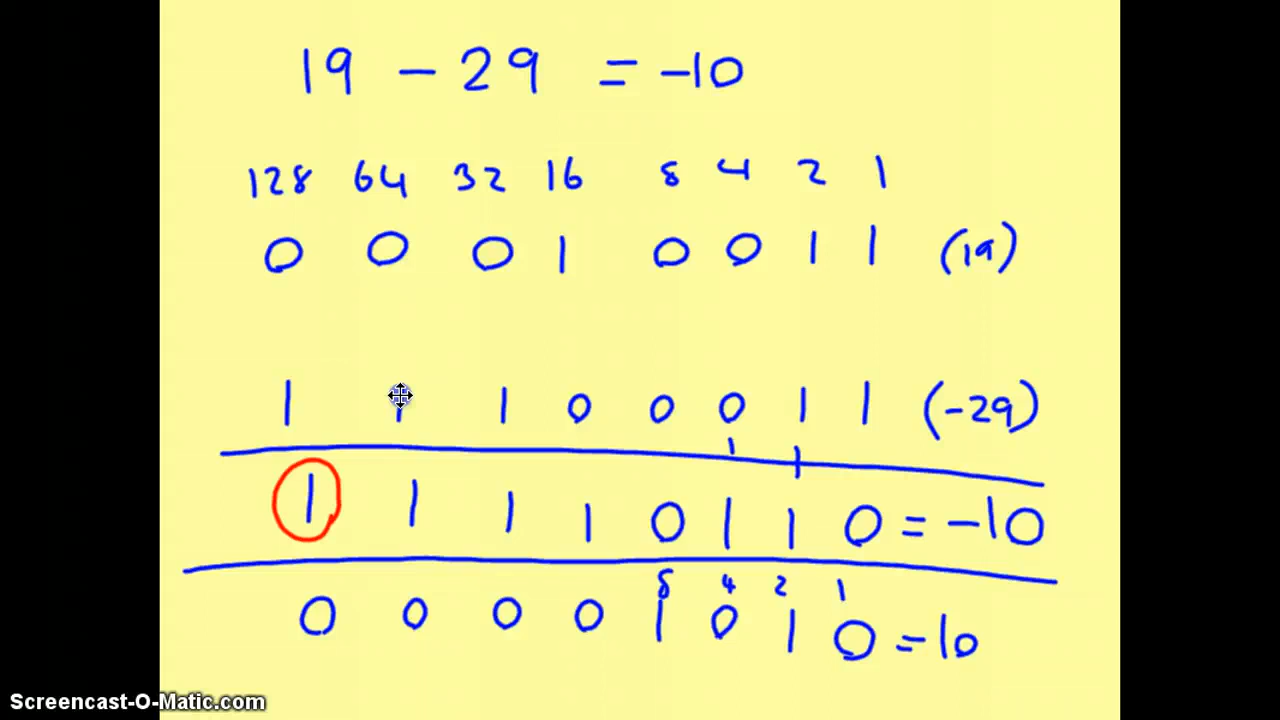 19 - 29 = -10
128 64 32 16 8 4 2 1
0 0 0 1 0 0 1 1 (19)
1 1 1 0 0 0 1 1 (-29)
1 1
1 1 1 1 0 1 1 0 = -10
8 4 2 1
0 0 0 0 1 0 1 0 = 10
Screencast-O-Matic.com